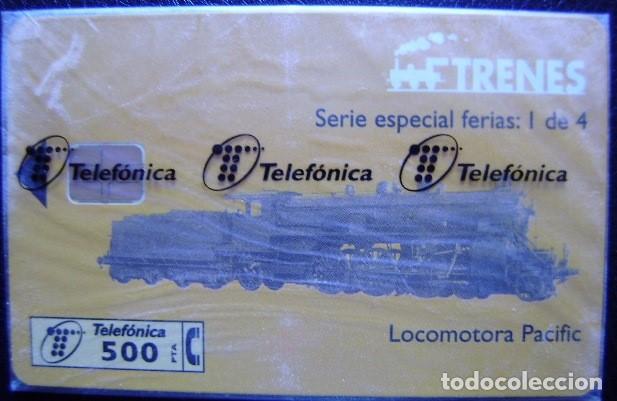 TRENES
Serie especial ferias: 1 de 4
Telefónica Telefónica Telefónica
Locomotora Pacific
Telefónica
500 PTA
todocoleccion